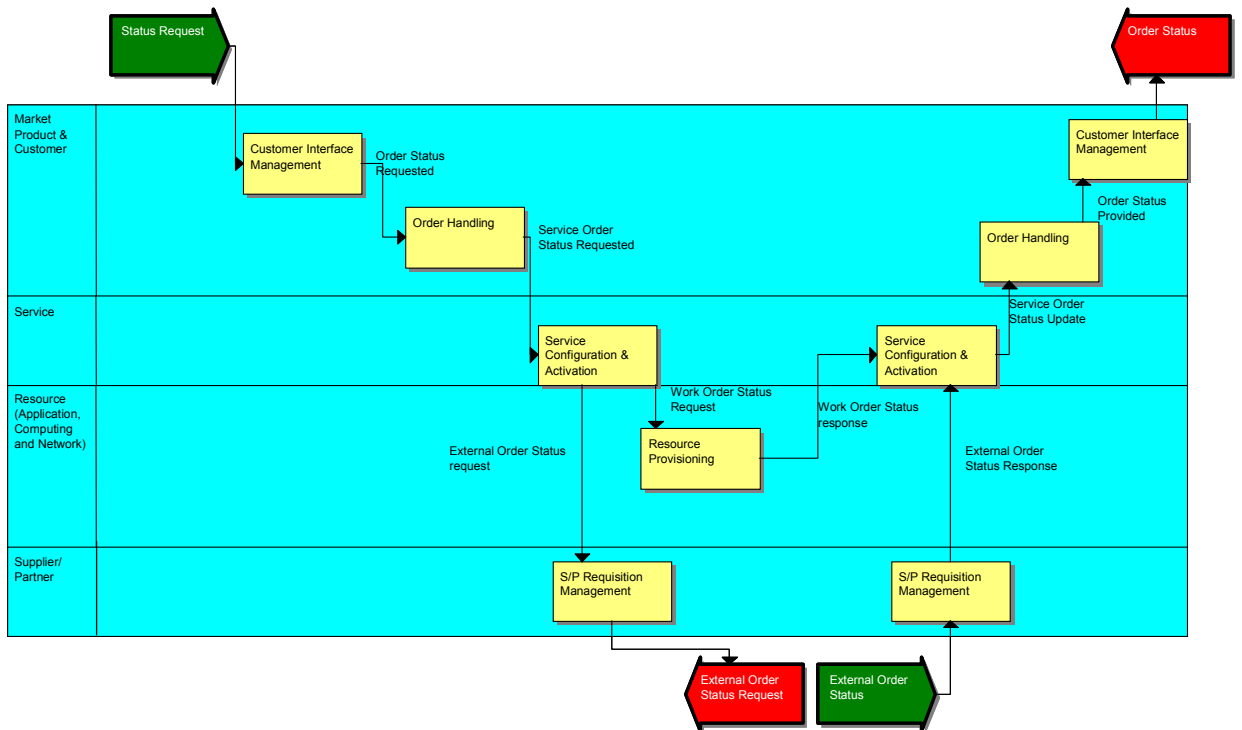 Status Request
Order Status
Market
Product &
Customer
Customer Interface
Management
Order Status
Requested
Customer Interface
Management
Order Handling
Service Order
Status Requested
Order Status
Provided
Order Handling
Service
Service Order
Status Update
Service
Configuration &
Activation
Service
Configuration &
Activation
Resource
(Application,
Computing
and Network)
Work Order Status
Request
Work Order Status
response
Resource
Provisioning
External Order Status
request
External Order
Status Response
Supplier/
Partner
S/P Requisition
Management
S/P Requisition
Management
External Order
Status Request
External Order
Status